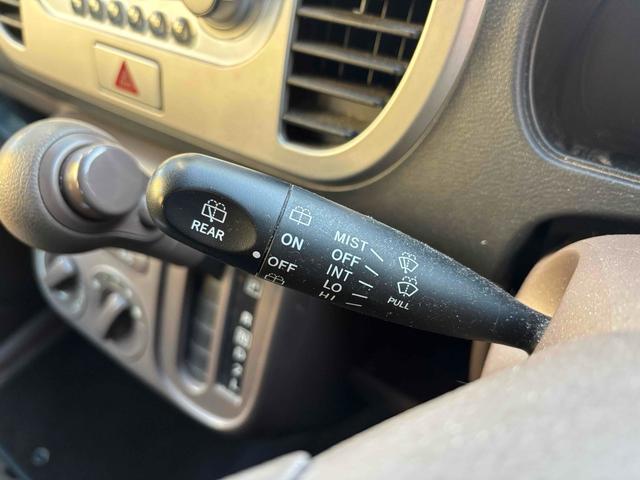 REAR
ON
OFF
MIST
OFF
INT
LO
HI
PULL